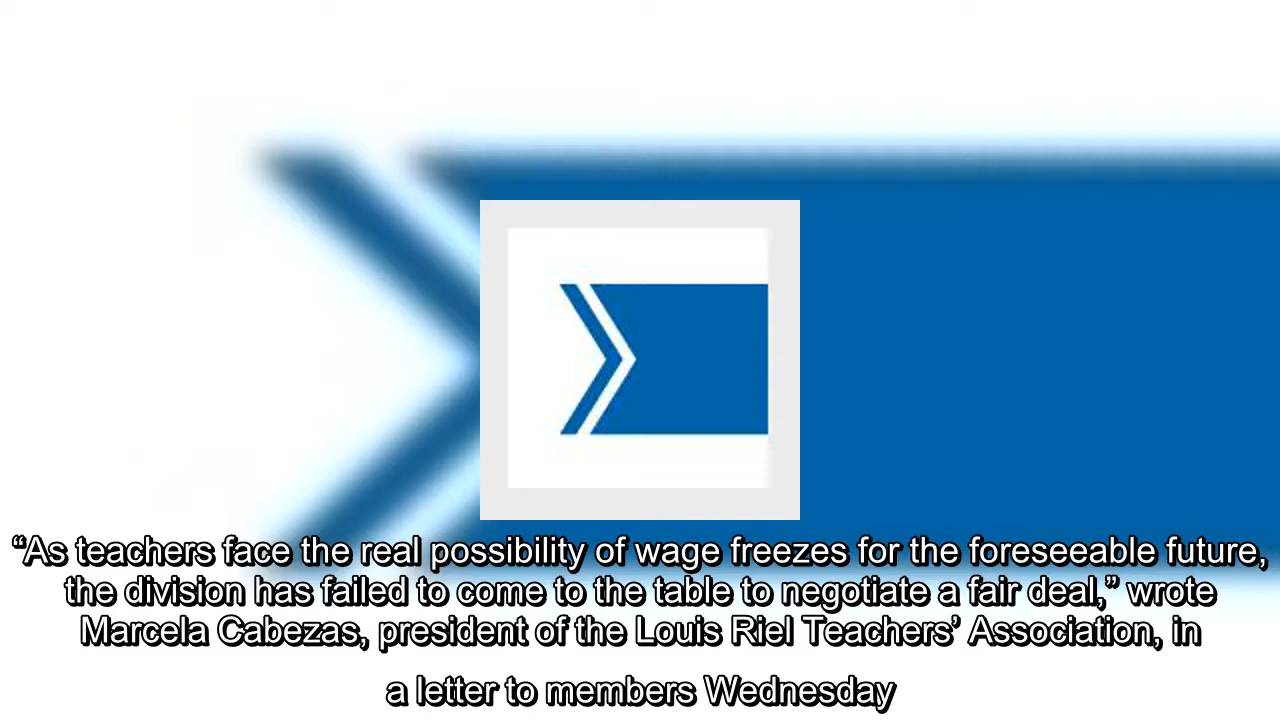 “As teachers face the real possibility of wage freezes for the foreseeable future,
the division has failed to come to the table to negotiate a fair deal,” wrote
Marcela Cabezas, president of the Louis Riel Teachers’ Association, in
a letter to members Wednesday